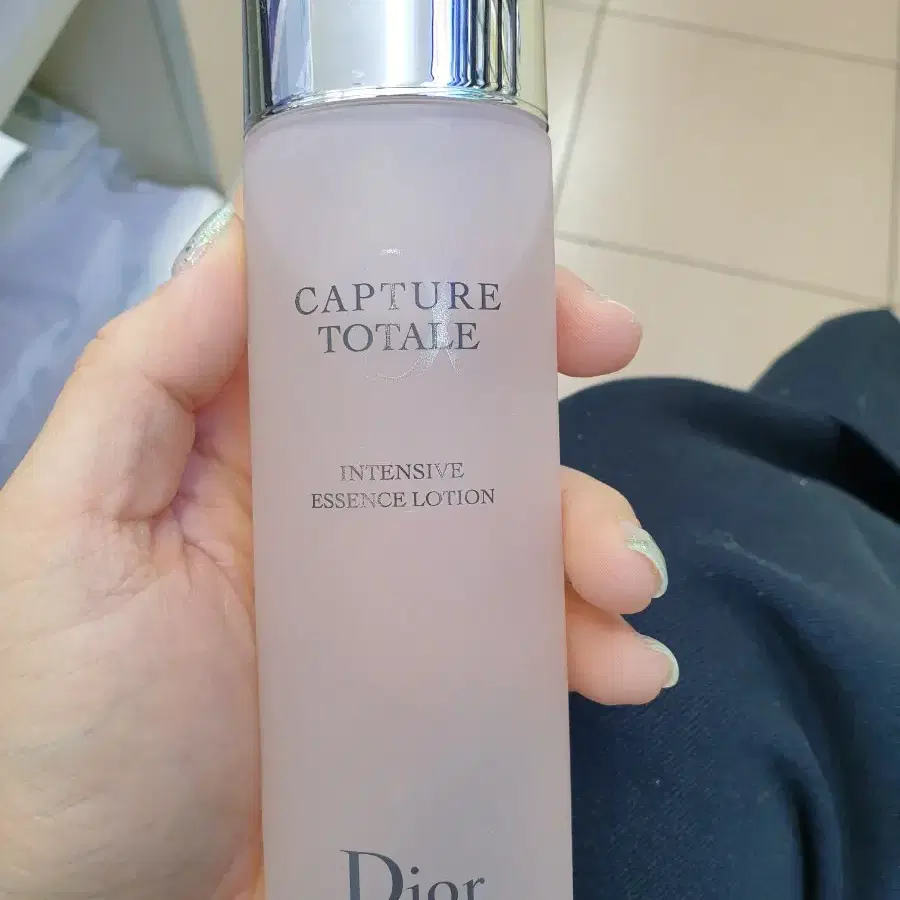 CAPTURE
TOTALE
INTENSIVE
ESSENCE LOTION
Dior